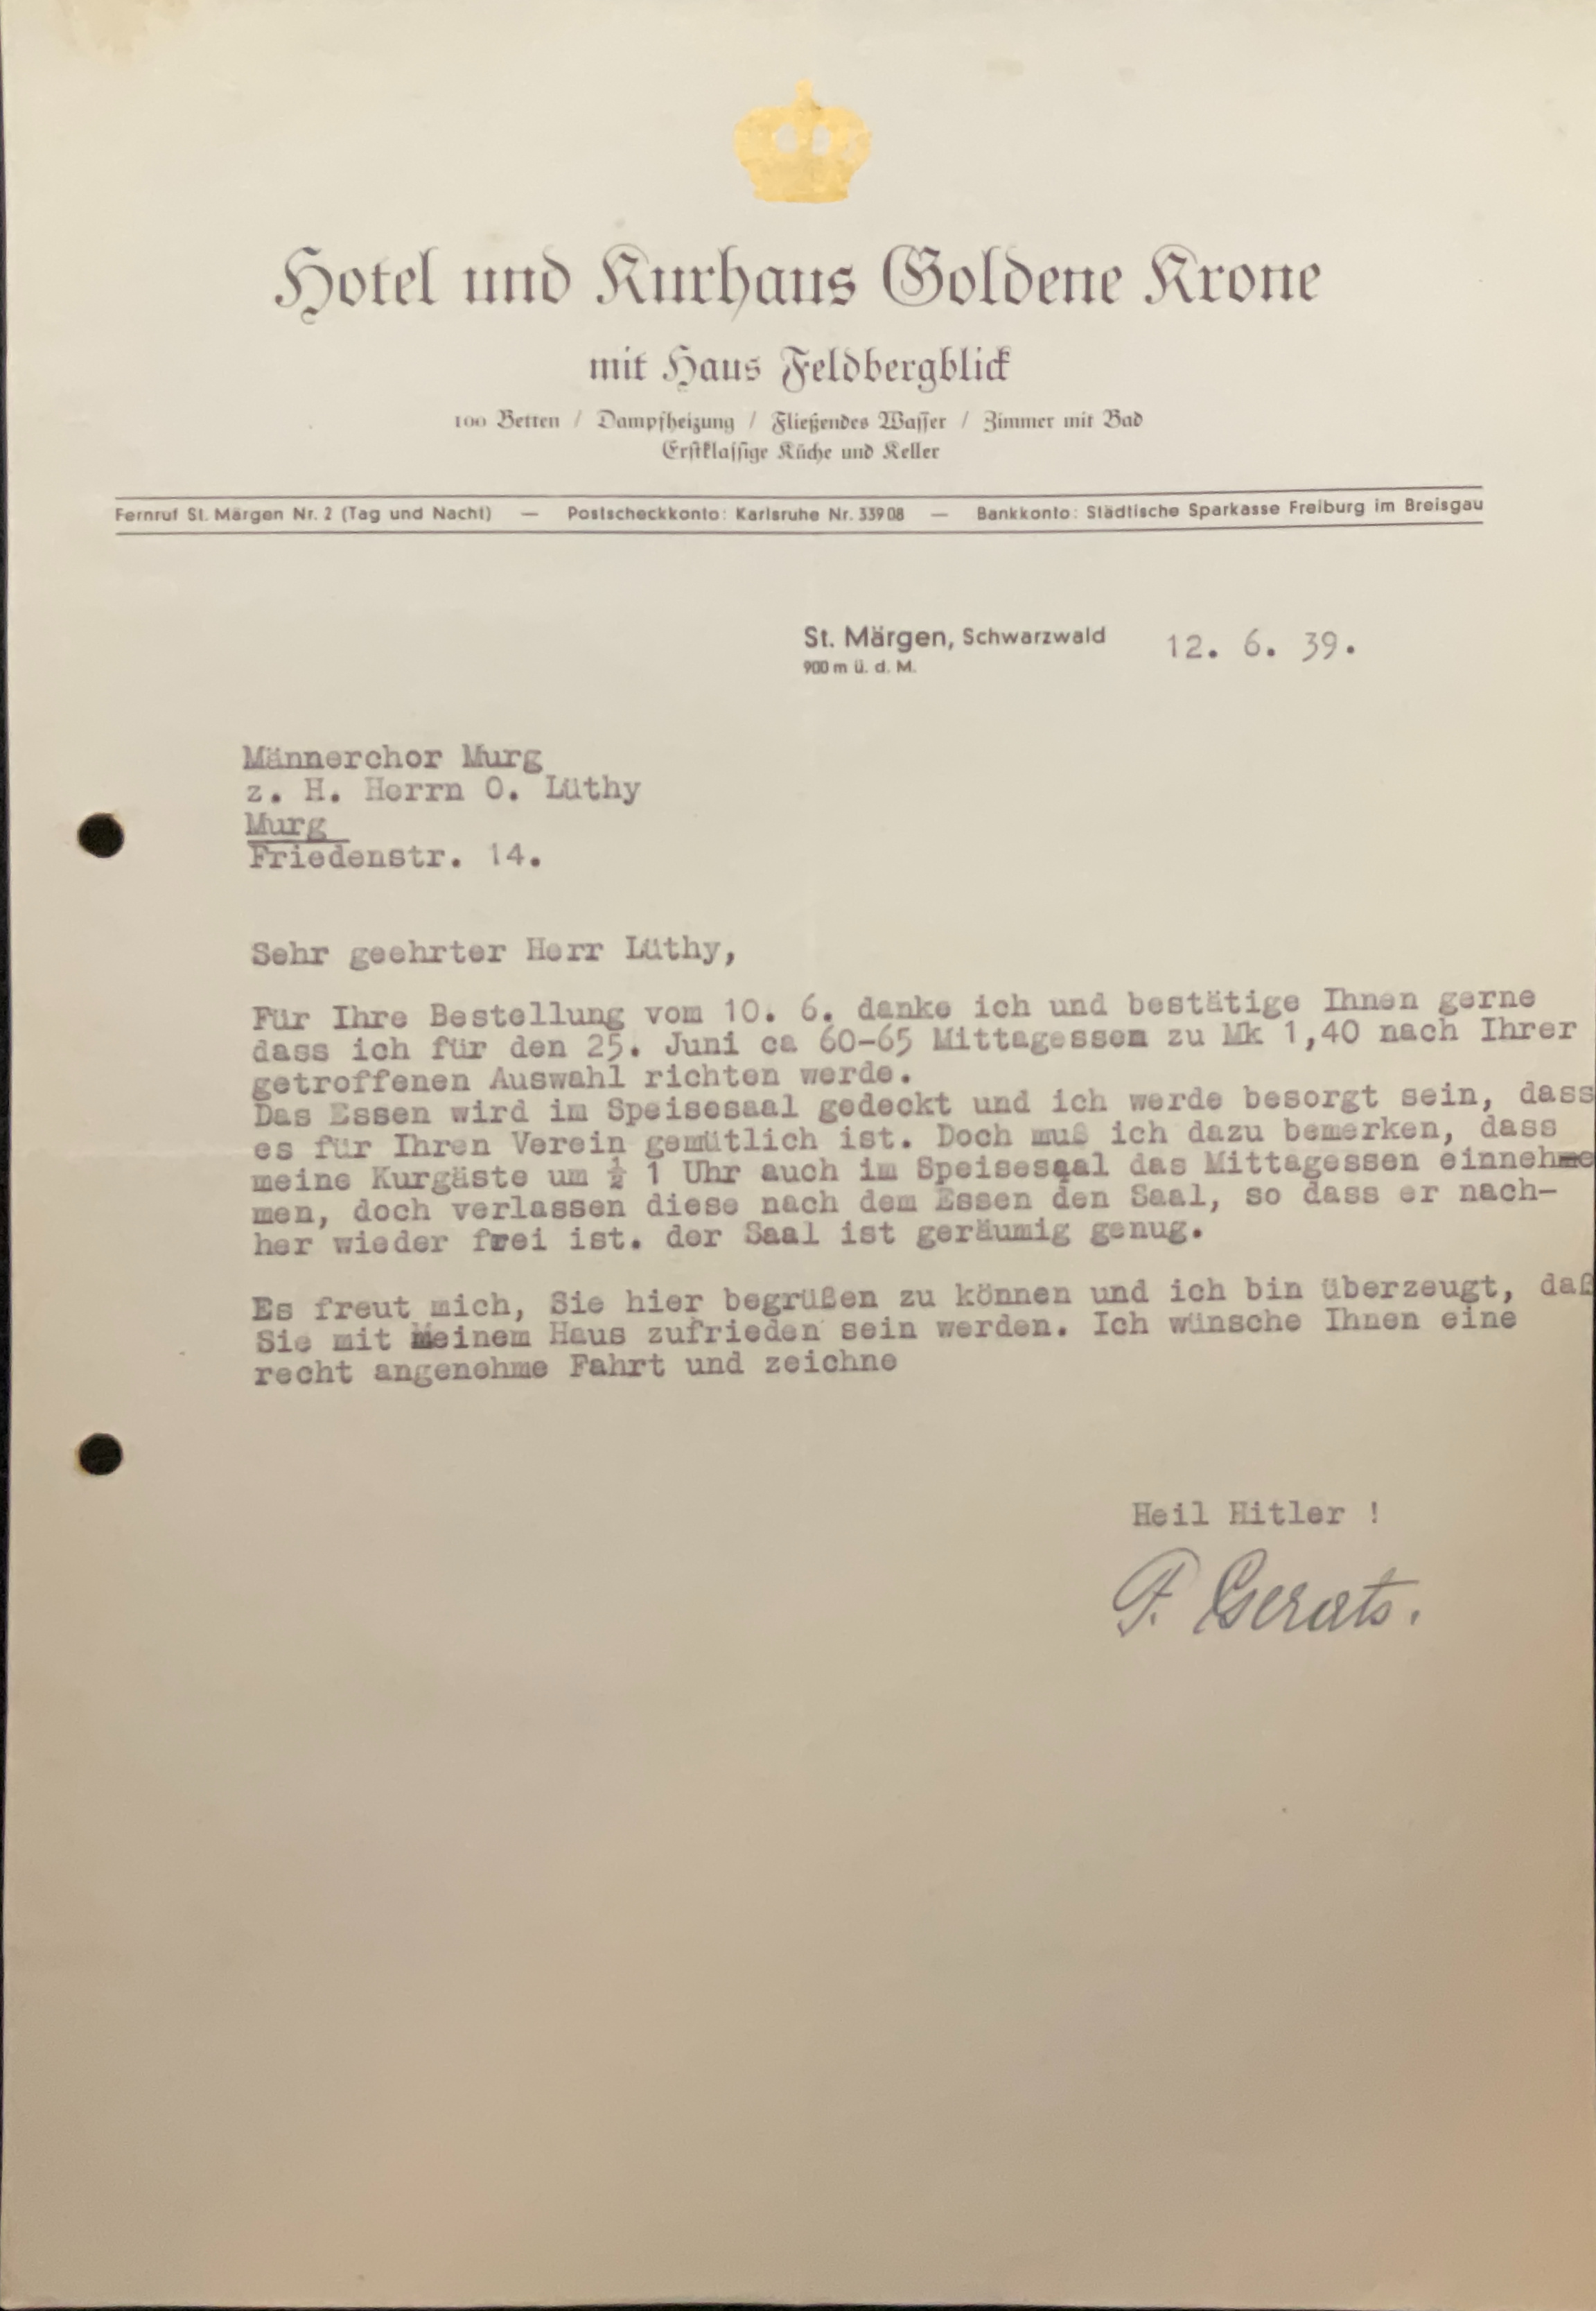 Hotel und Kurhaus Goldene Krone
mit Haus Feldbergblick
100 Betten / Dampfheizung / Fließendes Wasser / Zimmer mit Bad
Erstklassige Küche und Keller
Fernruf St. Märgen Nr. 2 (Tag und Nacht) — Postscheckkonto: Karlsruhe Nr. 33908 — Bankkonto: Städtische Sparkasse Freiburg im Breisgau
St. Märgen, Schwarzwald 12. 6. 39.
900 m ü. d. M.
Männerchor Murg
z. H. Herrn O. Lüthy
Murg
Friedenstr. 14.
Sehr geehrter Herr Lüthy,
Für Ihre Bestellung vom 10. 6. danke ich und bestätige Ihnen gerne
dass ich für den 25. Juni ca 60-65 Mittagessen zu Mk 1,40 nach Ihrer
getroffenen Auswahl richten werde.
Das Essen wird im Speisesaal gedeckt und ich werde besorgt sein, dass
es für Ihren Verein gemütlich ist. Doch muß ich dazu bemerken, dass
meine Kurgäste um ½ 1 Uhr auch im Speisesaal das Mittagessen einnehme
men, doch verlassen diese nach dem Essen den Saal, so dass er nach-
her wieder frei ist. der Saal ist geräumig genug.
Es freut mich, Sie hier begrüßen zu können und ich bin überzeugt, daß
Sie mit Meinem Haus zufrieden sein werden. Ich wünsche Ihnen eine
recht angenehme Fahrt und zeichne
Heil Hitler !
F. Gerats.